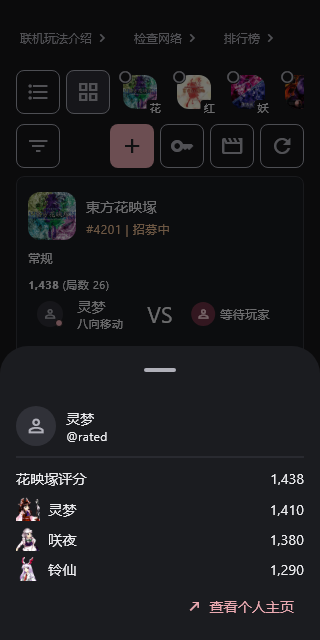 联机玩法介绍
检查网络
排行榜
花
红
妖
東方花映塚
#4201 | 招募中
常规
1,438 (局数 26)
灵梦
八向移动
VS
等待玩家
灵梦
@rated
花映塚评分 1,438
灵梦 1,410
咲夜 1,380
铃仙 1,290
查看个人主页